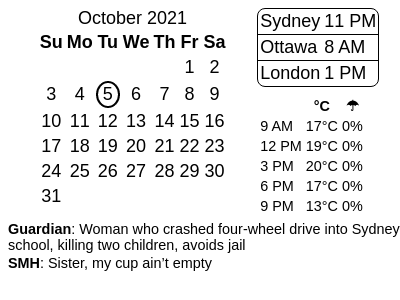 October 2021
Su Mo Tu We Th Fr Sa
1 2
3 4 5 6 7 8 9
10 11 12 13 14 15 16
17 18 19 20 21 22 23
24 25 26 27 28 29 30
31
Sydney 11 PM
Ottawa 8 AM
London 1 PM
°C ☂
9 AM 17°C 0%
12 PM 19°C 0%
3 PM 20°C 0%
6 PM 17°C 0%
9 PM 13°C 0%
Guardian: Woman who crashed four-wheel drive into Sydney
school, killing two children, avoids jail
SMH: Sister, my cup ain’t empty